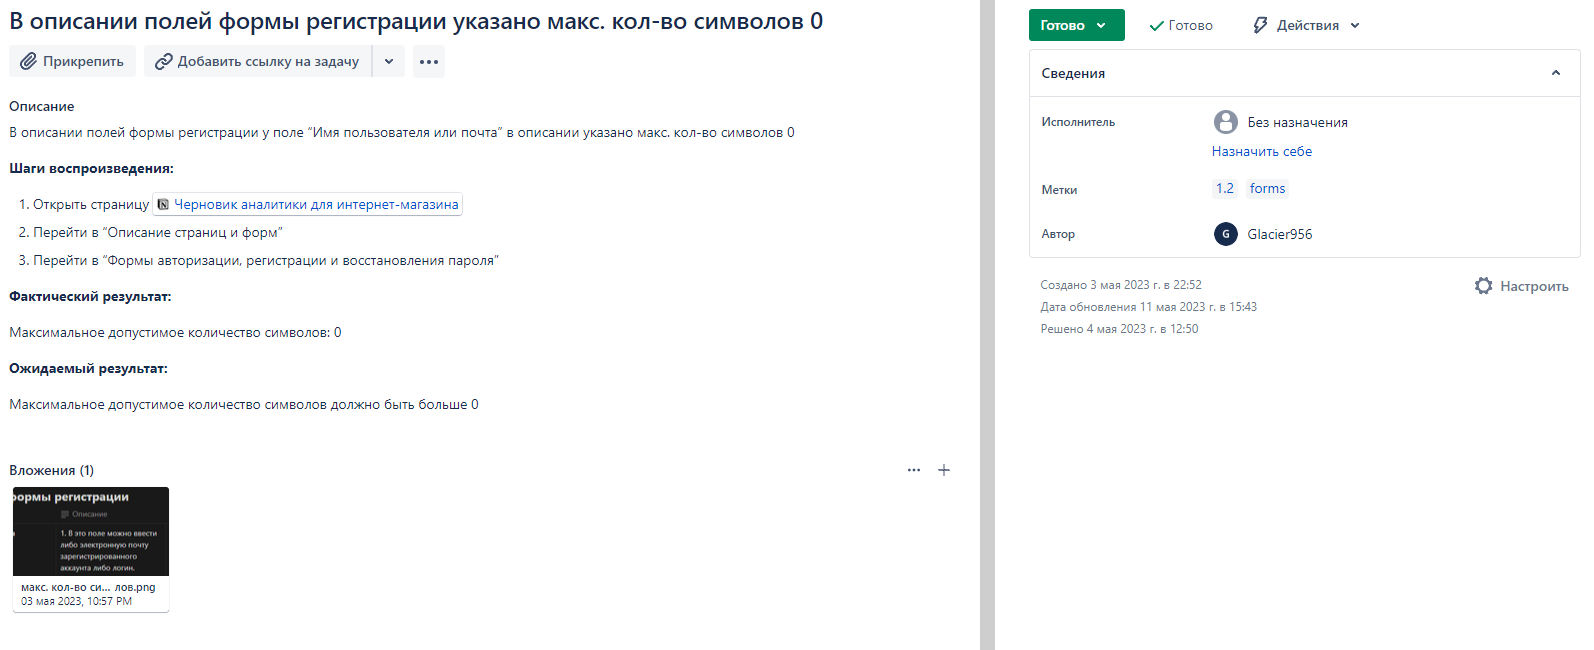 В описании полей формы регистрации указано макс. кол-во символов 0
Прикрепить
Добавить ссылку на задачу
Описание
В описании полей формы регистрации у поле “Имя пользователя или почта” в описании указано макс. кол-во символов 0
Шаги воспроизведения:
1. Открыть страницу Черновик аналитики для интернет-магазина
2. Перейти в “Описание страниц и форм”
3. Перейти в “Формы авторизации, регистрации и восстановления пароля”
Фактический результат:
Максимальное допустимое количество символов: 0
Ожидаемый результат:
Максимальное допустимое количество символов должно быть больше 0
Вложения (1)
формы регистрации
Описание
1. В это поле можно ввести
либо электронную почту
зарегистрированного
аккаунта либо логин.
макс. кол-во си... лов.png
03 мая 2023, 10:57 PM
Готово
Готово
Действия
Сведения
Исполнитель
Без назначения
Назначить себе
Метки
1.2 forms
Автор
G Glacier956
Создано 3 мая 2023 г. в 22:52
Дата обновления 11 мая 2023 г. в 15:43
Решено 4 мая 2023 г. в 12:50
Настроить